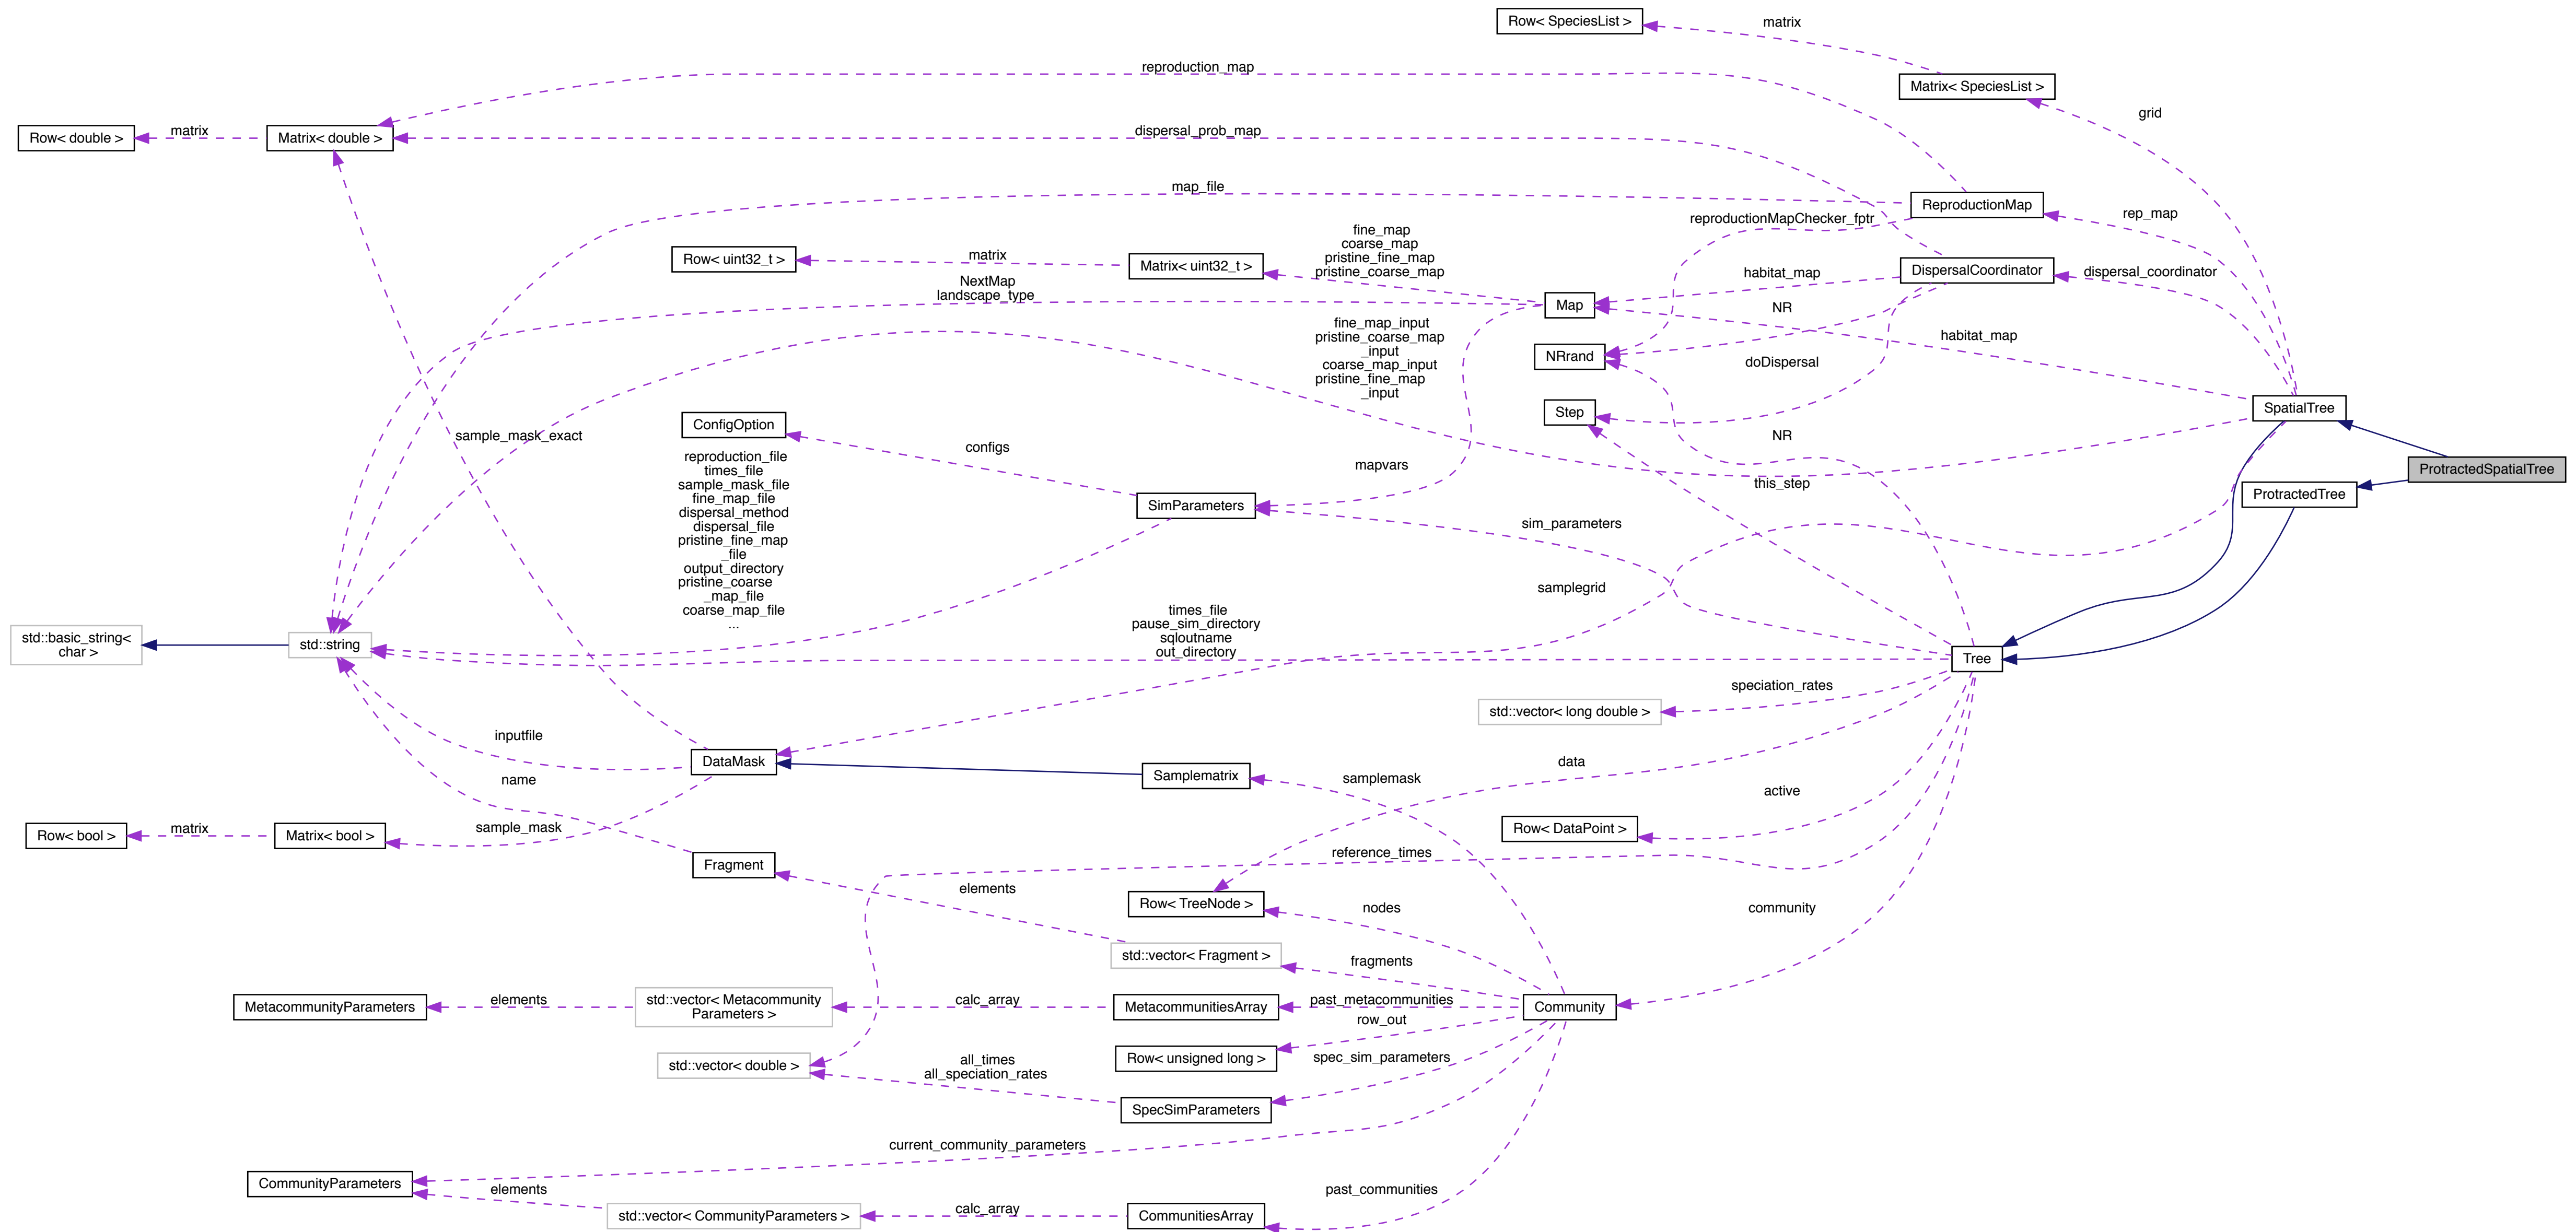 Row< SpeciesList >
matrix
Matrix< SpeciesList >
reproduction_map
grid
Row< double >
matrix
Matrix< double >
dispersal_prob_map
map_file
ReproductionMap
rep_map
reproductionMapChecker_fptr
fine_map
coarse_map
pristine_fine_map
pristine_coarse_map
Row< uint32_t >
matrix
Matrix< uint32_t >
habitat_map
DispersalCoordinator
dispersal_coordinator
NextMap
landscape_type
Map
NR
fine_map_input
pristine_coarse_map
_input
coarse_map_input
pristine_fine_map
_input
habitat_map
NRrand
doDispersal
Step
SpatialTree
ConfigOption
sample_mask_exact
configs
NR
mapvars
this_step
ProtractedSpatialTree
ProtractedTree
reproduction_file
times_file
sample_mask_file
fine_map_file
dispersal_method
dispersal_file
pristine_fine_map
_file
output_directory
pristine_coarse
_map_file
coarse_map_file
...
SimParameters
sim_parameters
samplegrid
times_file
pause_sim_directory
sqloutname
out_directory
std::basic_string<
char >
std::string
Tree
speciation_rates
std::vector< long double >
inputfile
DataMask
data
name
Samplematrix
samplemask
active
Row< bool >
matrix
Matrix< bool >
sample_mask
Row< DataPoint >
Fragment
reference_times
elements
Row< TreeNode >
nodes
community
std::vector< Fragment >
fragments
MetacommunityParameters
elements
std::vector< Metacommunity
Parameters >
calc_array
MetacommunitiesArray
past_metacommunities
Community
row_out
std::vector< double >
all_times
all_speciation_rates
Row< unsigned long >
spec_sim_parameters
SpecSimParameters
current_community_parameters
CommunityParameters
elements
past_communities
std::vector< CommunityParameters >
calc_array
CommunitiesArray